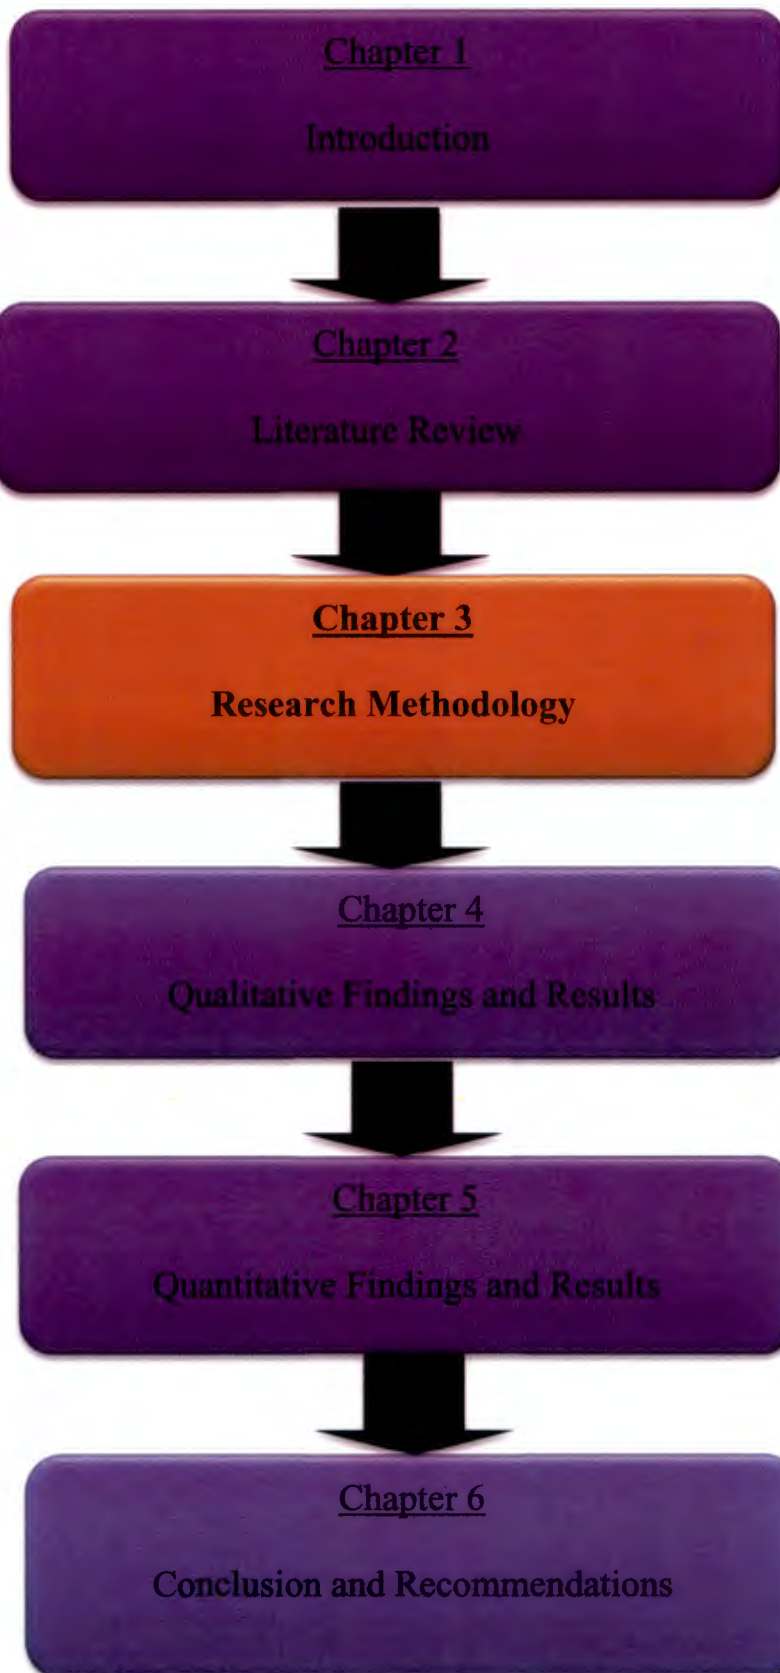 Chapter 1
Introduction
Chapter 2
Literature Review
Chapter 3
Research Methodology
Chapter 4
Qualitative Findings and Results
Chapter 5
Quantitative Findings and Results
Chapter 6
Conclusion and Recommendations